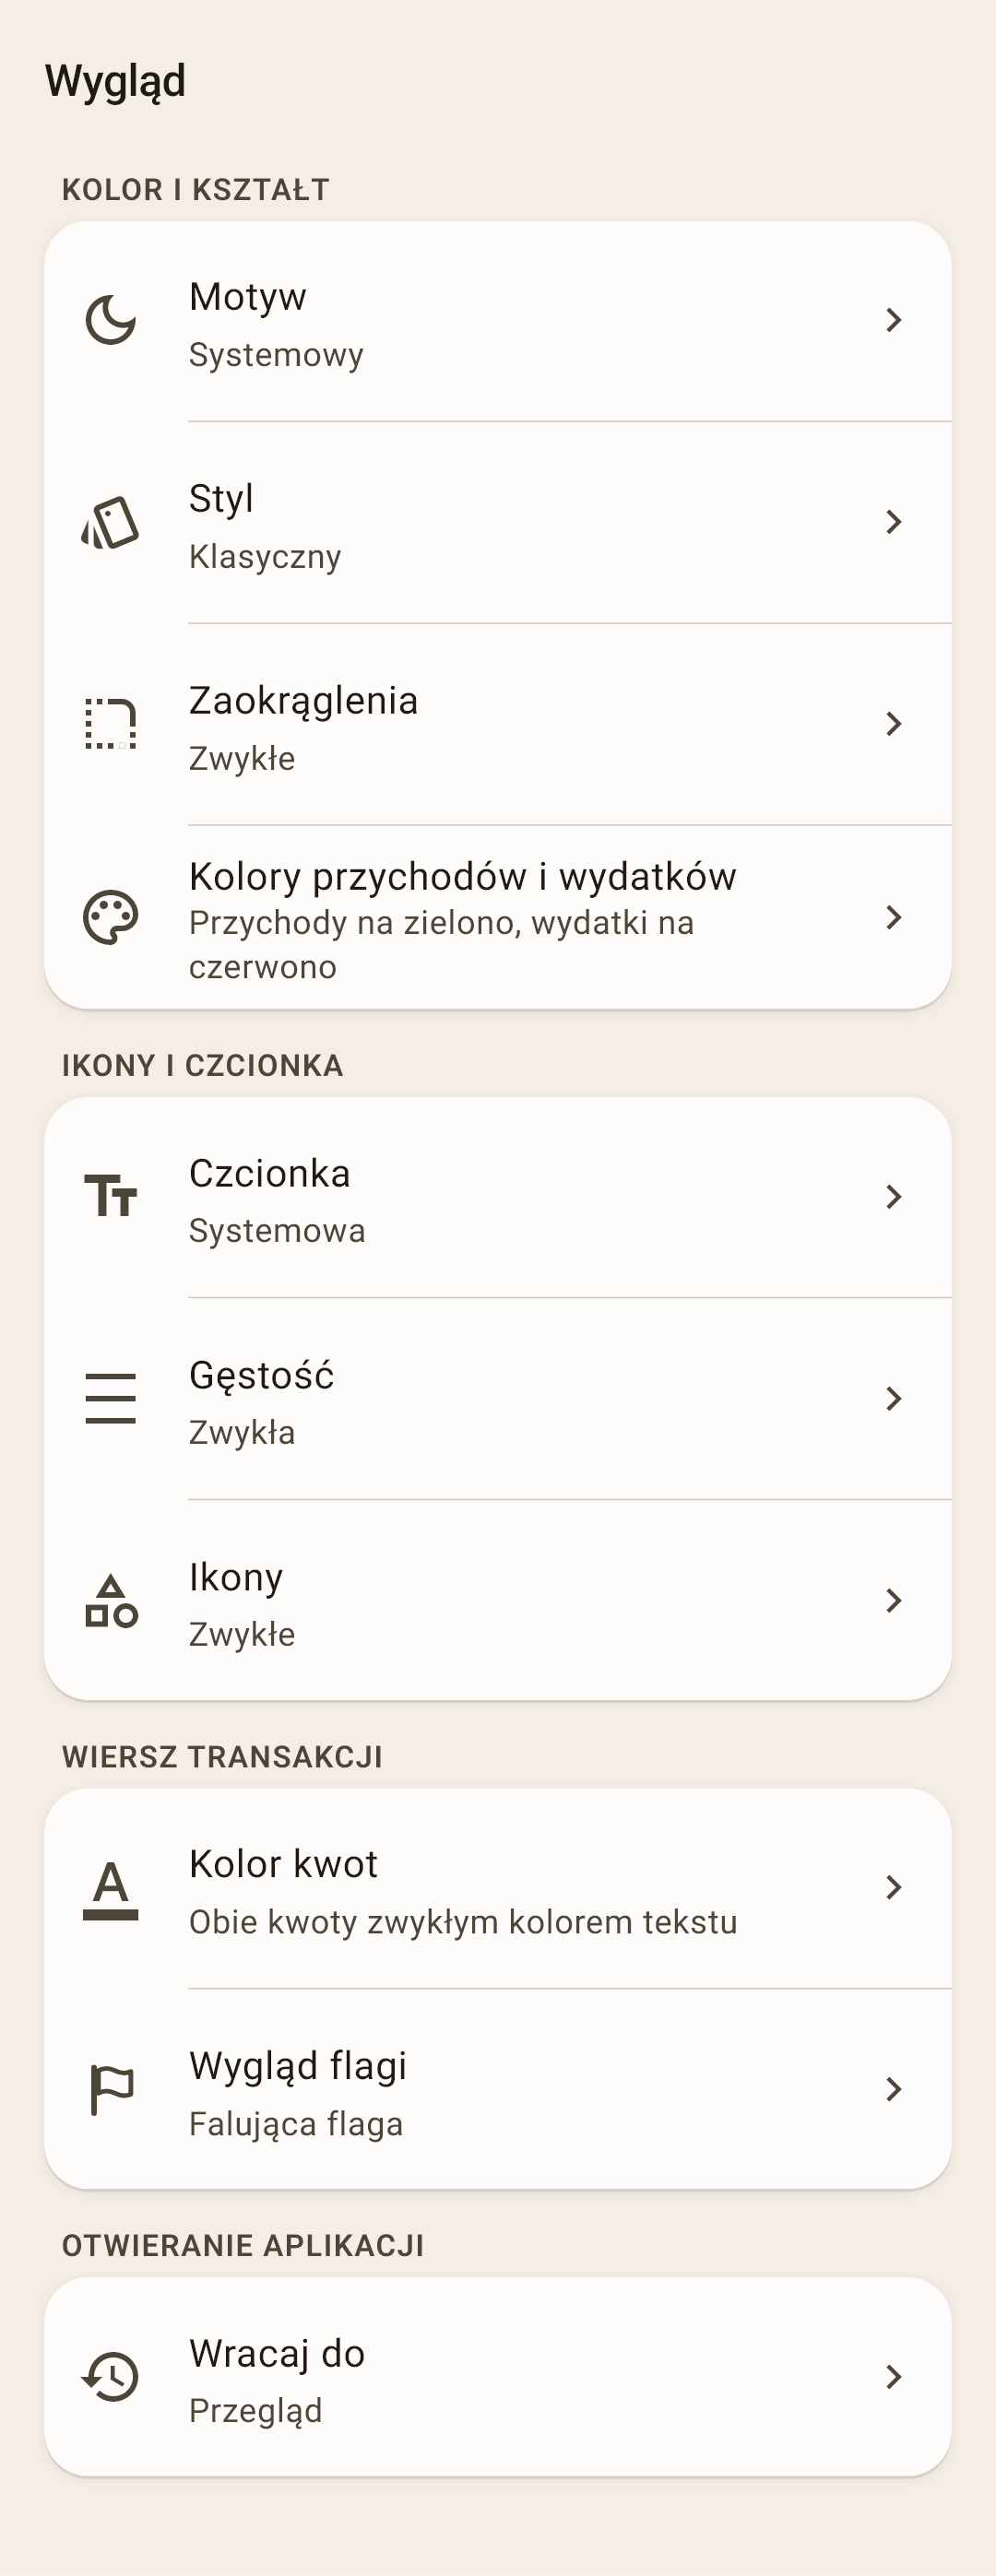 Wygląd
KOLOR I KSZTAŁT
Motyw
Systemowy
Styl
Klasyczny
Zaokrąglenia
Zwykłe
Kolory przychodów i wydatków
Przychody na zielono, wydatki na
czerwono
IKONY I CZCIONKA
Czcionka
Systemowa
Gęstość
Zwykła
Ikony
Zwykłe
WIERSZ TRANSAKCJI
Kolor kwot
Obie kwoty zwykłym kolorem tekstu
Wygląd flagi
Falująca flaga
OTWIERANIE APLIKACJI
Wracaj do
Przegląd